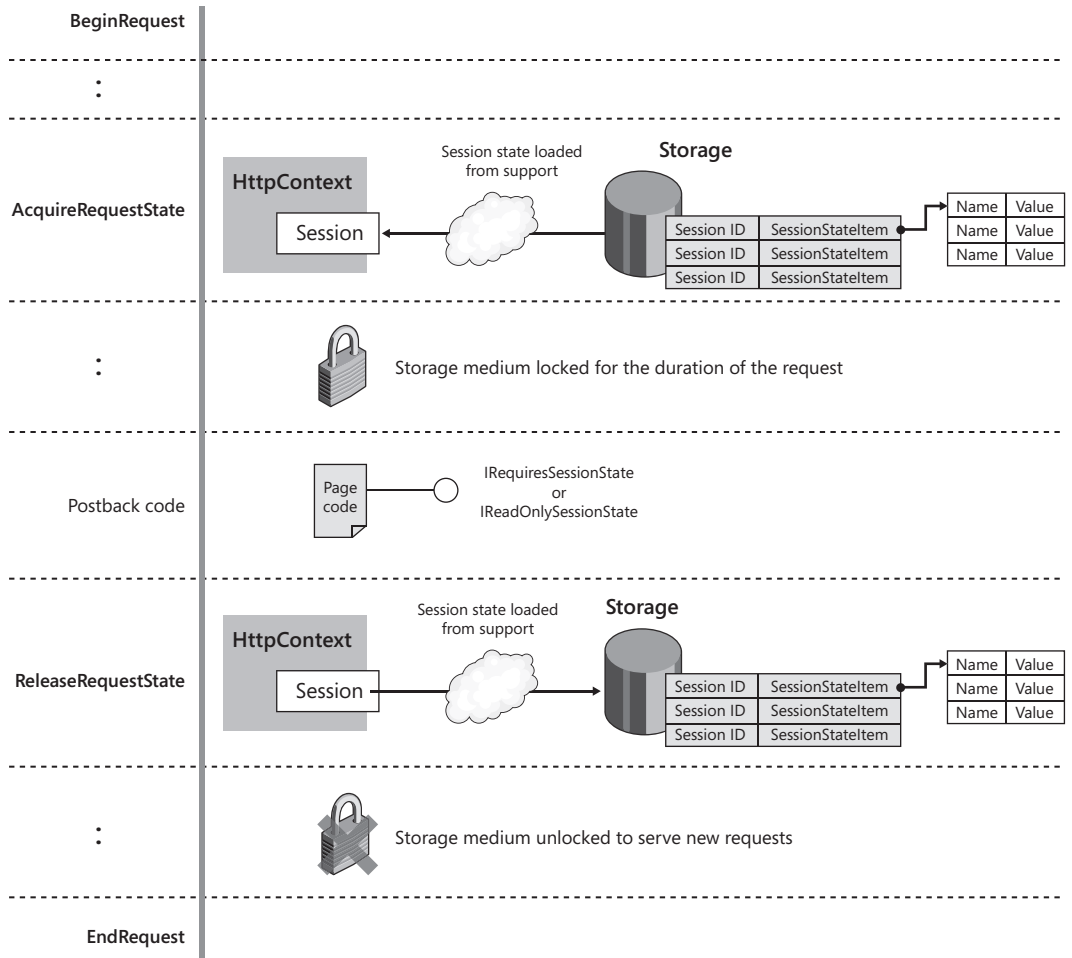 BeginRequest
:
AcquireRequestState
HttpContext
Session
Session state loaded
from support
Storage
Session ID SessionStateItem
Session ID SessionStateItem
Session ID SessionStateItem
Name Value
Name Value
Name Value
:
Storage medium locked for the duration of the request
Postback code
Page
code
IRequiresSessionState
or
IReadOnlySessionState
ReleaseRequestState
HttpContext
Session
Session state loaded
from support
Storage
Session ID SessionStateItem
Session ID SessionStateItem
Session ID SessionStateItem
Name Value
Name Value
Name Value
:
Storage medium unlocked to serve new requests
EndRequest